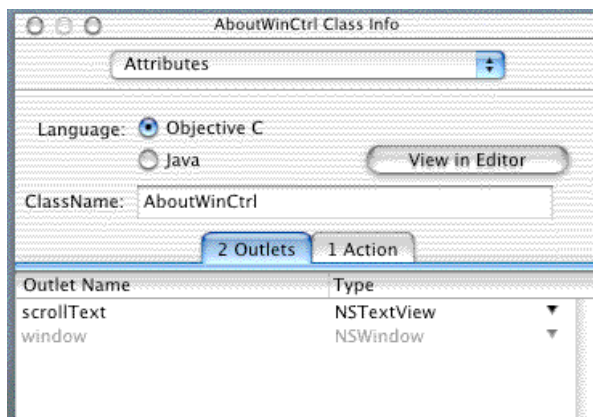 AboutWinCtrl Class Info
Attributes
Language: Objective C
Java View in Editor
ClassName: AboutWinCtrl
2 Outlets 1 Action
Outlet Name Type
scrollText NSTextView
window NSWindow